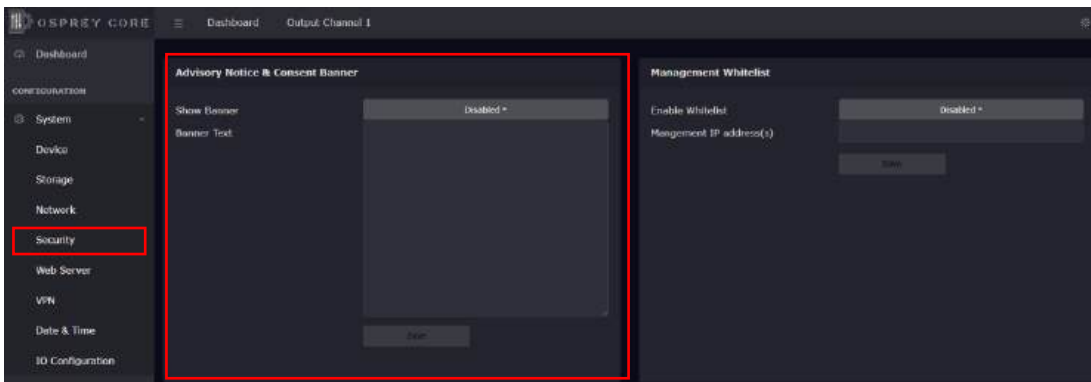 OSPREY CORE
Dashboard Output Channel 1
Dashboard
CONFIGURATION
System
Device
Storage
Network
Security
Web Server
VPN
Date & Time
IO Configuration
Advisory Notice & Consent Banner
Show Banner Disabled
Banner Text
Save
Management Whitelist
Enable Whitelist Disabled
Mangement IP address(s)
Save